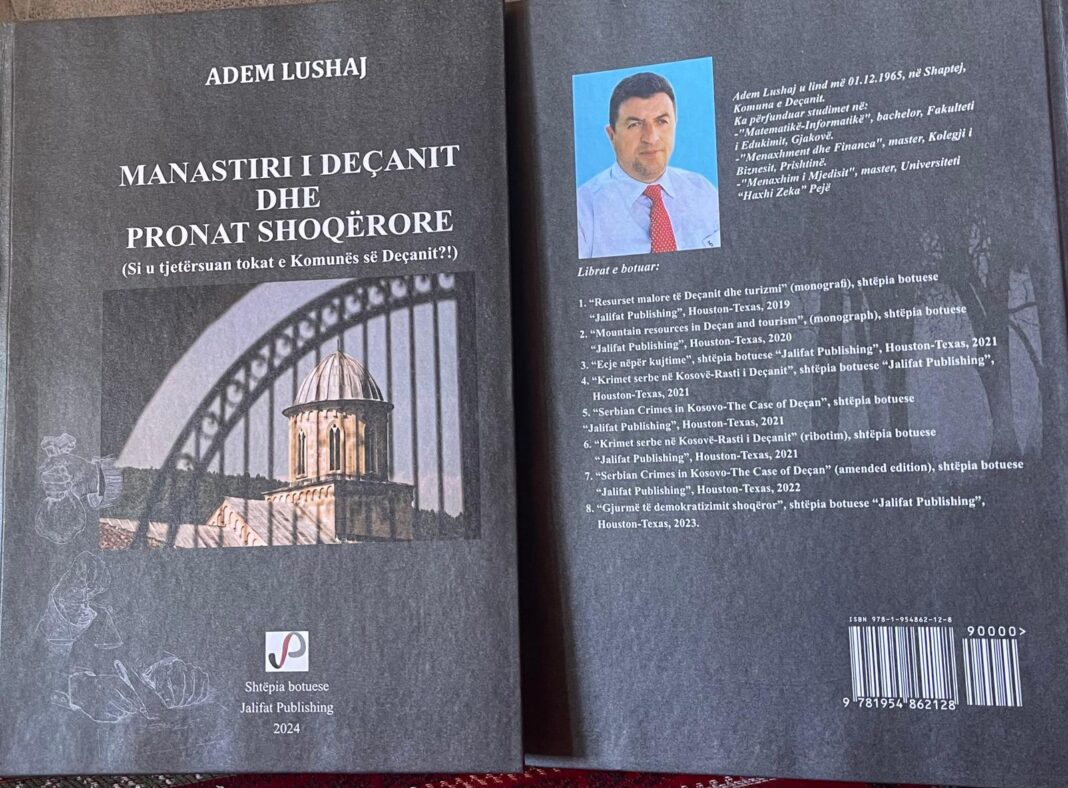 ADEM LUSHAJ
MANASTIRI I DEÇANIT
DHE
PRONAT SHOQËRORE
(Si u tjetërsuan tokat e Komunës së Deçanit?!)
Shtëpia botuese
Jalifat Publishing
2024
Adem Lushaj u lind më 01.12.1965, në Shaptej,
Komuna e Deçanit.
Ka përfunduar studimet në:
-"Matematikë-Informatikë", bachelor, Fakulteti
i Edukimit, Gjakovë.
-"Menaxhment dhe Financa", master, Kolegji i
Biznesit, Prishtinë.
-"Menaxhim i Mjedisit", master, Universiteti
“Haxhi Zeka” Pejë
Librat e botuar:
1. “Resurset malore të Deçanit dhe turizmi” (monografi), shtëpia botuese
“Jalifat Publishing”, Houston-Texas, 2019
2. “Mountain resources in Deçan and tourism”, (monograph), shtëpia botuese
“Jalifat Publishing”, Houston-Texas, 2020
3. “Ecje nëpër kujtime”, shtëpia botuese “Jalifat Publishing”, Houston-Texas, 2021
4. “Krimet serbe në Kosovë-Rasti i Deçanit”, shtëpia botuese “Jalifat Publishing”,
Houston-Texas, 2021
5. “Serbian Crimes in Kosovo-The Case of Deçan”, shtëpia botuese
“Jalifat Publishing”, Houston-Texas, 2021
6. “Krimet serbe në Kosovë-Rasti i Deçanit” (ribotim), shtëpia botuese
“Jalifat Publishing”, Houston-Texas, 2021
7. “Serbian Crimes in Kosovo-The Case of Deçan” (amended edition), shtëpia botuese
“Jalifat Publishing”, Houston-Texas, 2022
8. “Gjurmë të demokratizimit shoqëror”, shtëpia botuese “Jalifat Publishing”,
Houston-Texas, 2023.
ISBN 978-1-954862-12-8
90000>
9 781954 862128